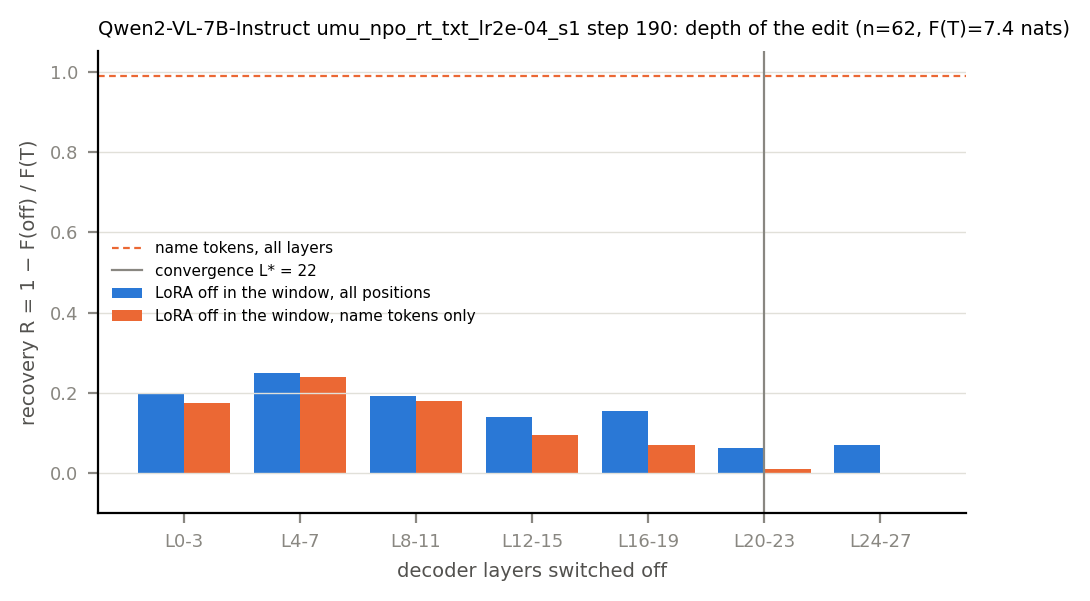 Qwen2-VL-7B-Instruct umu_npo_rt_txt_lr2e-04_s1 step 190: depth of the edit (n=62, F(T)=7.4 nats)
recovery R = 1 − F(off) / F(T)
1.0
0.8
0.6
0.4
0.2
0.0
name tokens, all layers
convergence L* = 22
LoRA off in the window, all positions
LoRA off in the window, name tokens only
L0-3 L4-7 L8-11 L12-15 L16-19 L20-23 L24-27
decoder layers switched off